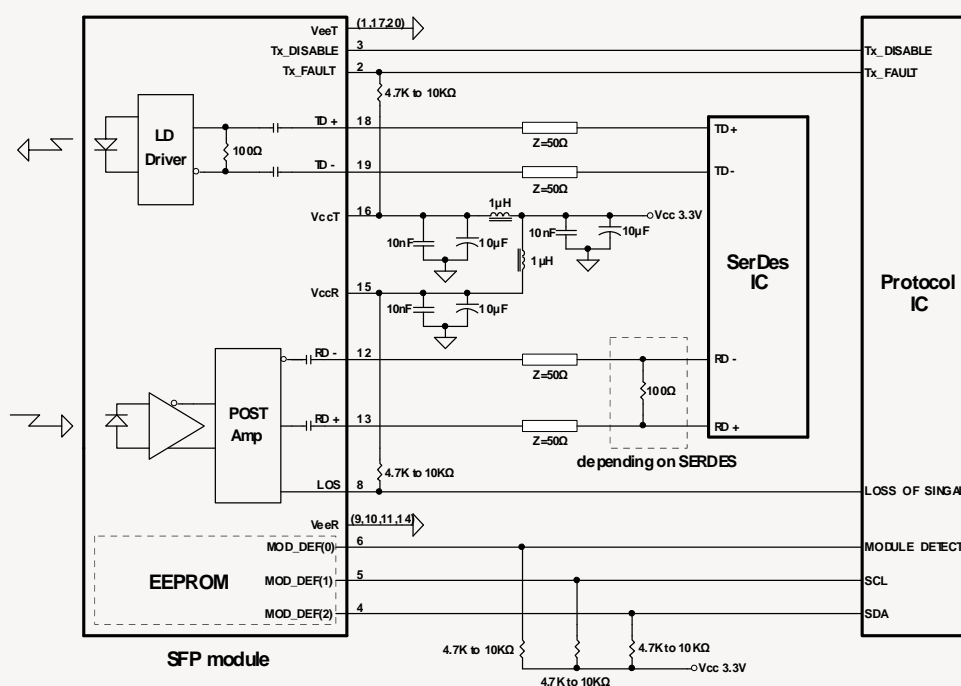 VeeT (1,17,20)
Tx_DISABLE 3 Tx_DISABLE
Tx_FAULT 2 Tx_FAULT
4.7K to 10KΩ
LD Driver
100Ω
TD+ 18 Z=50Ω TD+
TD- 19 Z=50Ω TD-
1µH
VccT 16 Vcc 3.3V
10nF 10µF 10nF 10µF
1µH
SerDes IC
Protocol IC
VccR 15
10nF 10µF
RD- 12 Z=50Ω RD-
100Ω
POST Amp
RD+ 13 Z=50Ω RD+
depending on SERDES
4.7K to 10KΩ
LOS 8 LOSS OF SINGAL
VeeR (9,10,11,14)
EEPROM
MOD_DEF(0) 6 MODULE DETECT
MOD_DEF(1) 5 SCL
MOD_DEF(2) 4 SDA
4.7K to 10KΩ 4.7K to 10KΩ
SFP module
Vcc 3.3V
4.7K to 10KΩ